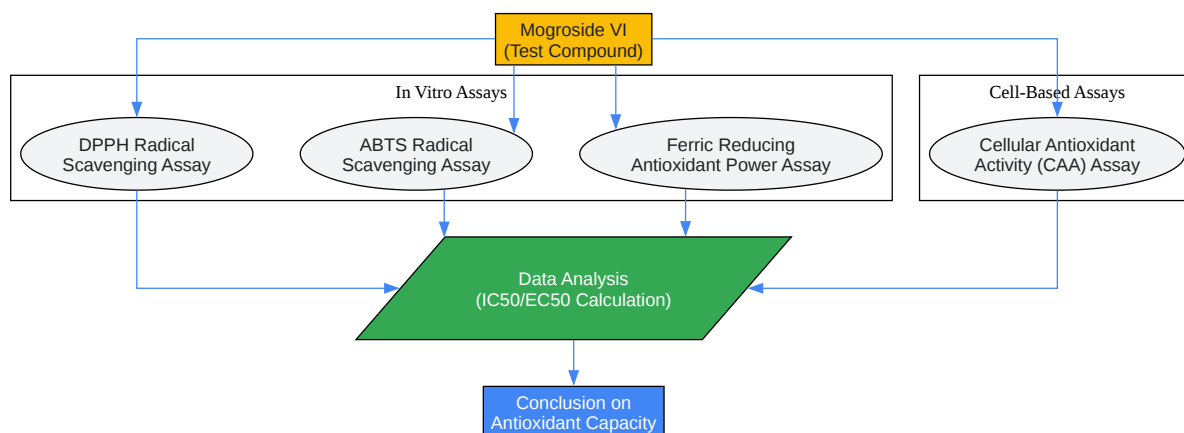 Mogroside VI
(Test Compound)
In Vitro Assays
Cell-Based Assays
DPPH Radical
Scavenging Assay
ABTS Radical
Scavenging Assay
Ferric Reducing
Antioxidant Power Assay
Cellular Antioxidant
Activity (CAA) Assay
Data Analysis
(IC50/EC50 Calculation)
Conclusion on
Antioxidant Capacity